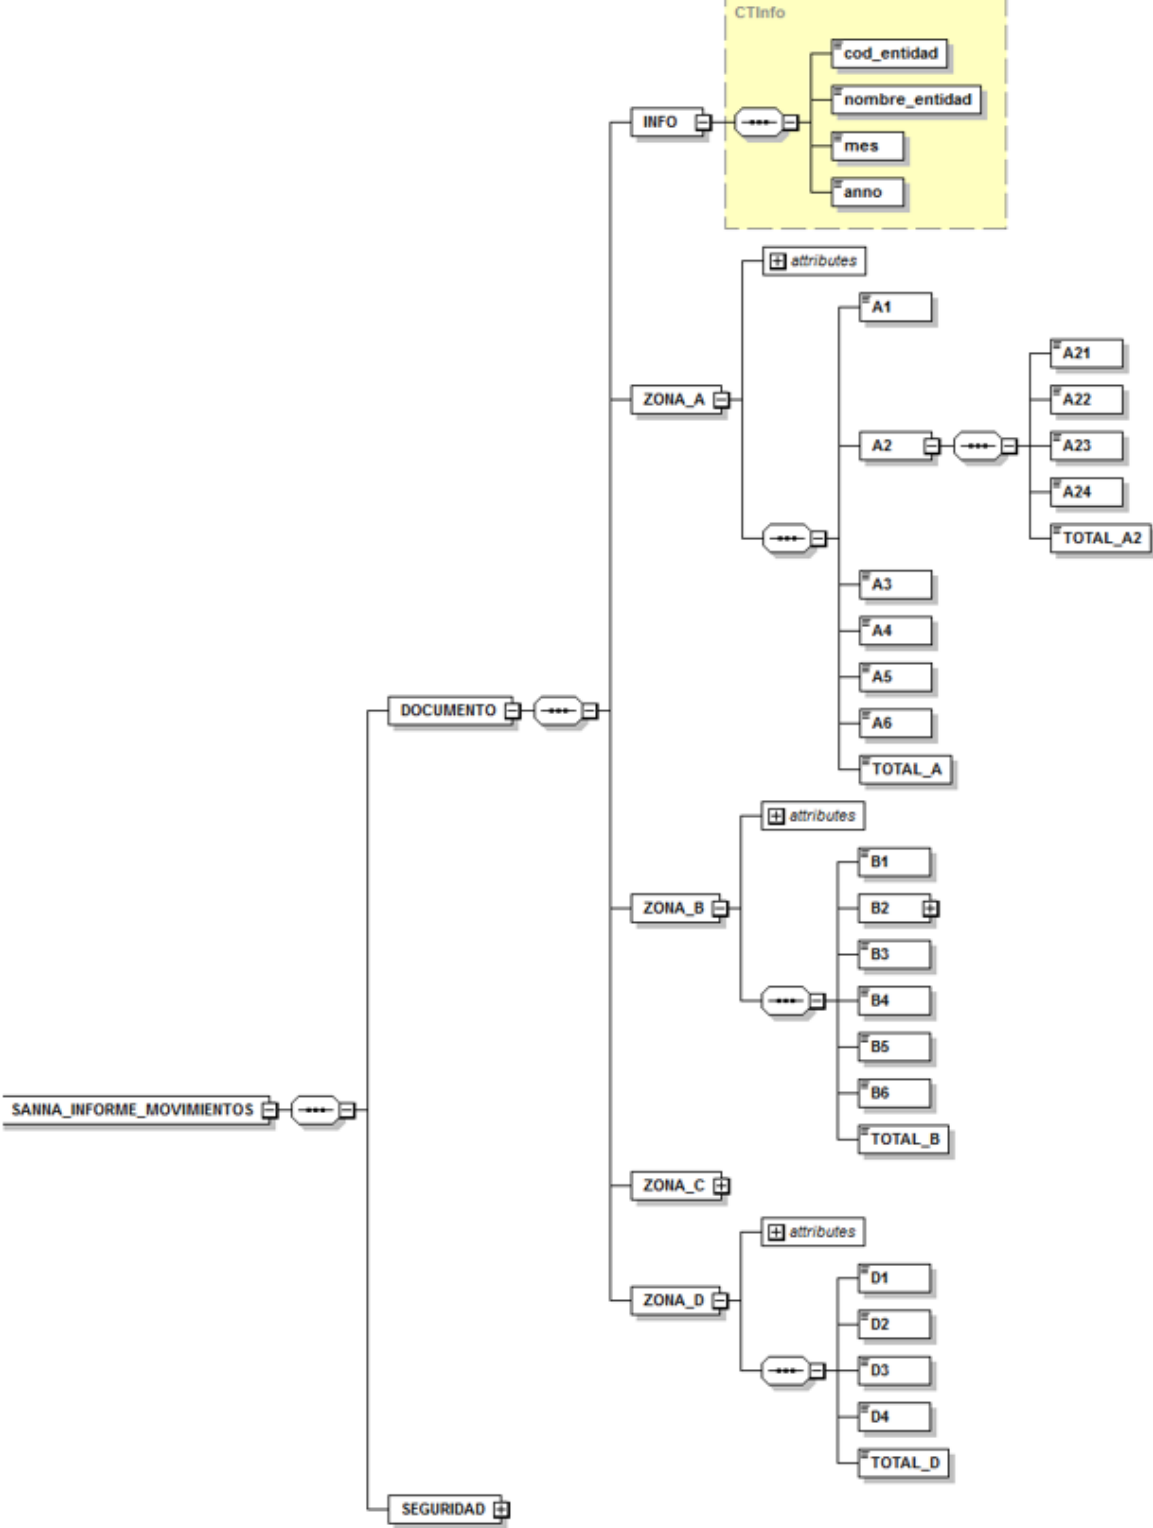 CTInfo
cod_entidad
nombre_entidad
INFO
mes
anno
attributes
A1
A21
A22
ZONA_A
A2
A23
A24
TOTAL_A2
A3
A4
A5
A6
DOCUMENTO
TOTAL_A
attributes
B1
ZONA_B
B2
B3
B4
B5
B6
SANNA_INFORME_MOVIMIENTOS
TOTAL_B
ZONA_C
attributes
D1
ZONA_D
D2
D3
D4
TOTAL_D
SEGURIDAD